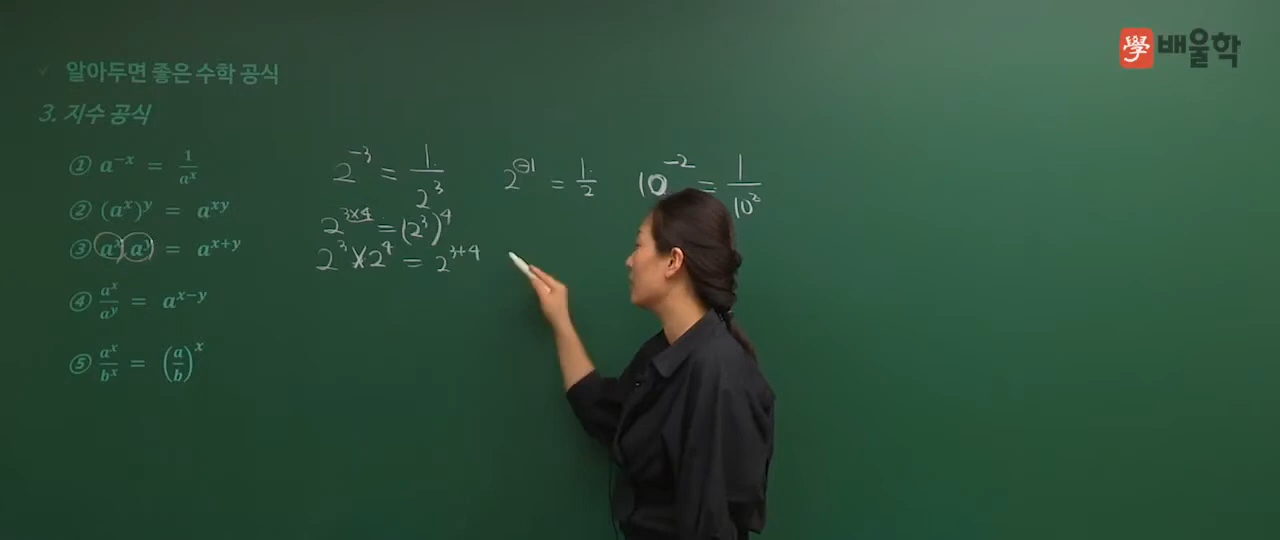 學 배울학
알아두면 좋은 수학 공식
3. 지수 공식
① a^{-x} = 1/a^x
2^{-3} = 1/2^3
2^{-1} = 1/2
10^{-2} = 1/10^2
② (a^x)^y = a^{xy}
2^{3×4} = (2^3)^4
③ a^x a^y = a^{x+y}
2^3 × 2^4 = 2^{3+4}
④ a^x/a^y = a^{x-y}
⑤ a^x/b^x = (a/b)^x